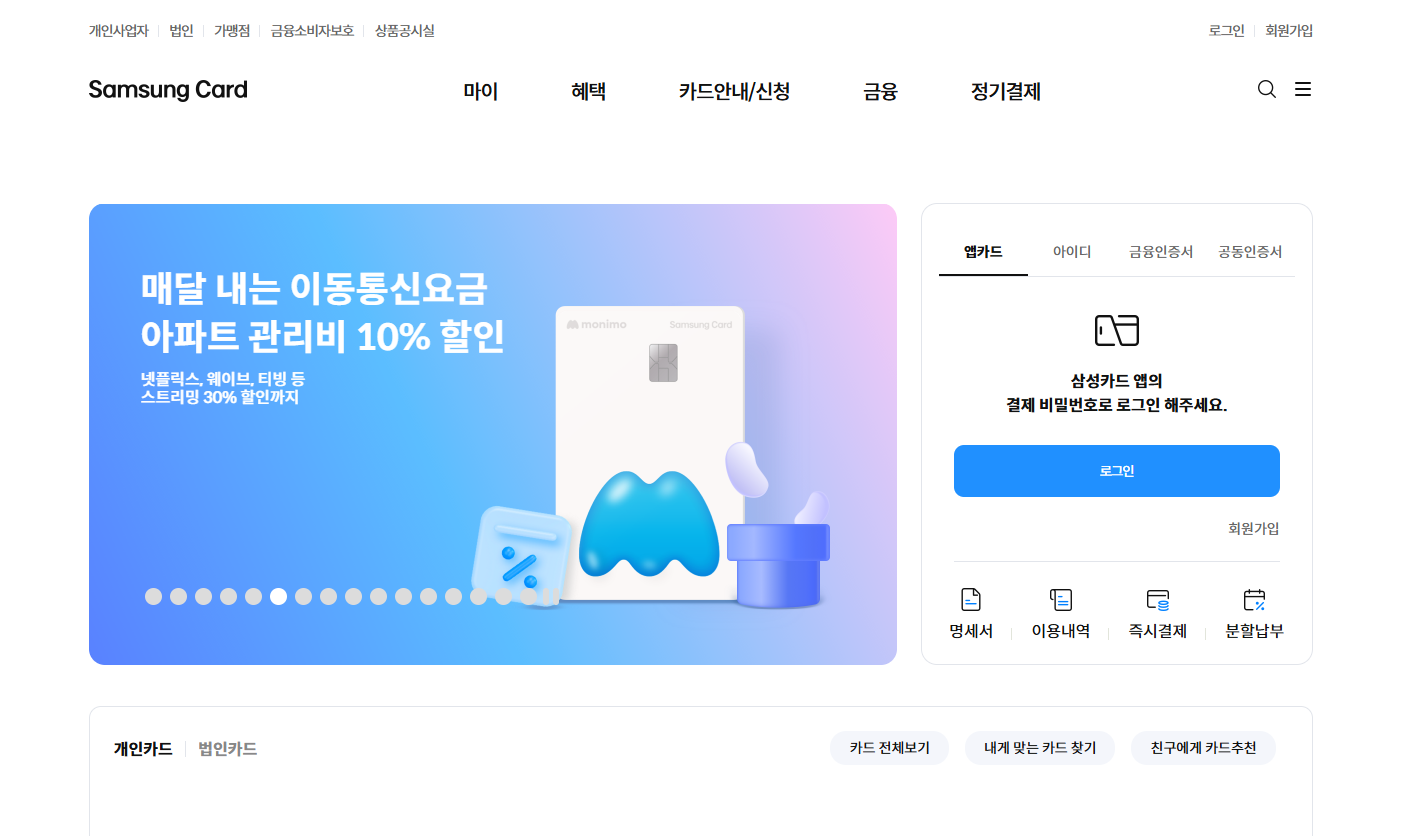 개인사업자 법인 가맹점 금융소비자보호 상품공시실 로그인 회원가입
Samsung Card 마이 혜택 카드안내/신청 금융 정기결제
매달 내는 이동통신요금
아파트 관리비 10% 할인
넷플릭스, 웨이브, 티빙 등
스트리밍 30% 할인까지
monimo Samsung Card
%
앱카드 아이디 금융인증서 공동인증서
삼성카드 앱의
결제 비밀번호로 로그인 해주세요.
로그인
회원가입
명세서 이용내역 즉시결제 분할납부
개인카드 법인카드 카드 전체보기 내게 맞는 카드 찾기 친구에게 카드추천